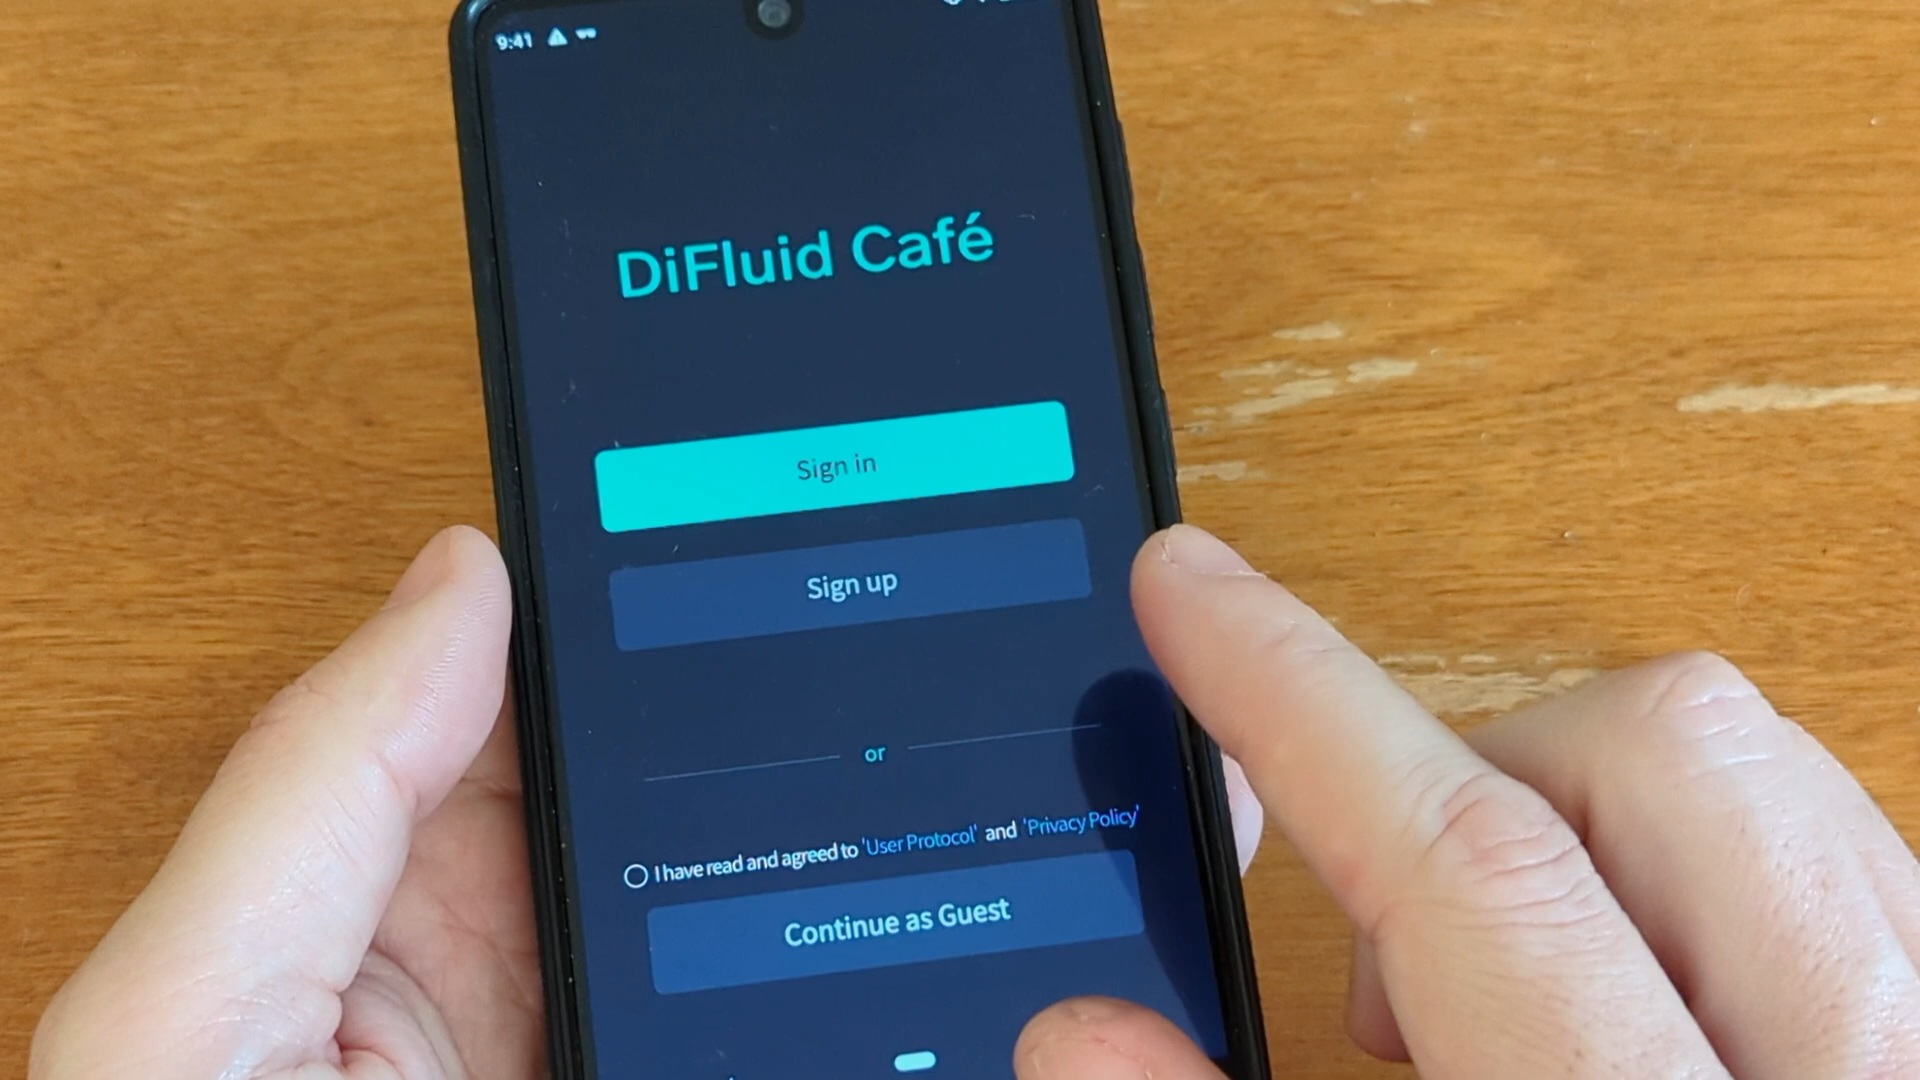 9:41
DiFluid Café
Sign in
Sign up
or
I have read and agreed to 'User Protocol' and 'Privacy Policy'
Continue as Guest